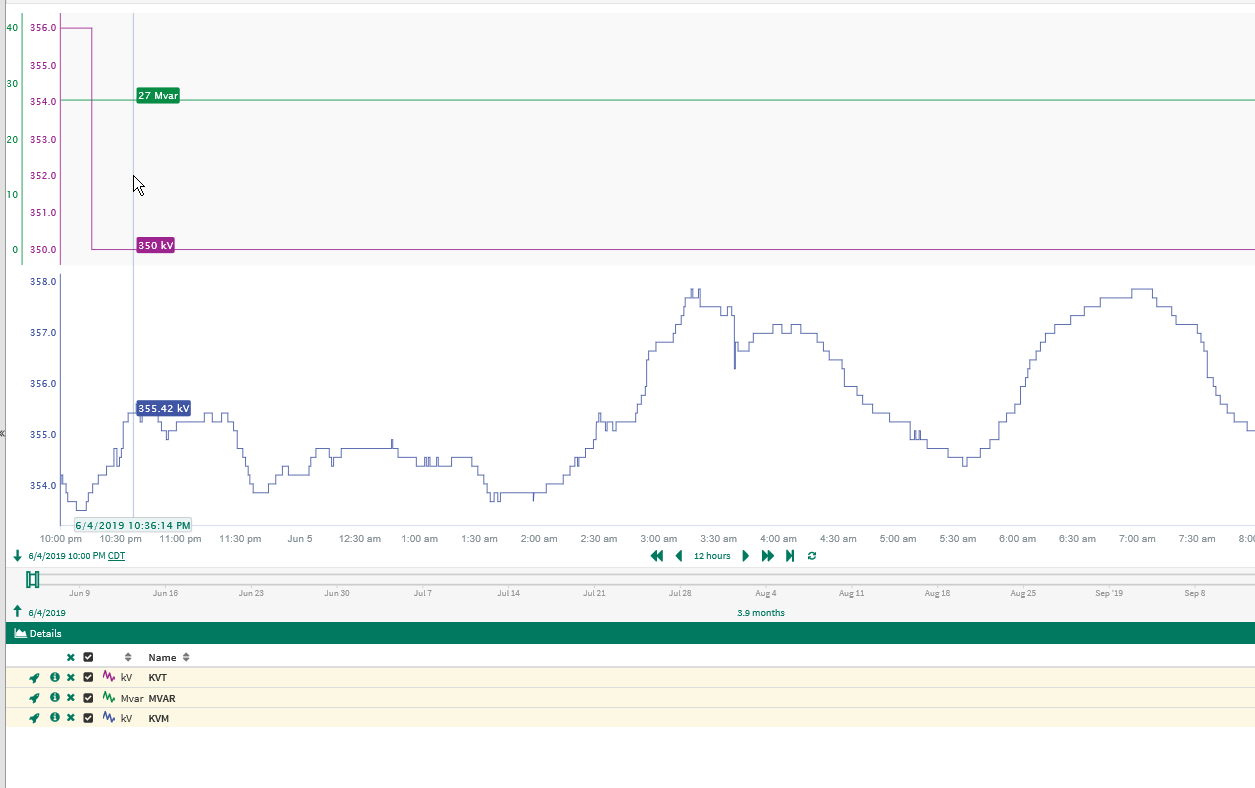 40 356.0
355.0
30
354.0
27 Mvar
20 353.0
352.0
10
351.0
0 350.0
350 kV
358.0
357.0
356.0
355.42 kV
355.0
354.0
6/4/2019 10:36:14 PM
10:00 pm 10:30 pm 11:00 pm 11:30 pm Jun 5 12:30 am 1:00 am 1:30 am 2:00 am 2:30 am 3:00 am 3:30 am 4:00 am 4:30 am 5:00 am 5:30 am 6:00 am 6:30 am 7:00 am 7:30 am 8:00
6/4/2019 10:00 PM CDT 12 hours
Jun 9 Jun 16 Jun 23 Jun 30 Jul 7 Jul 14 Jul 21 Jul 28 Aug 4 Aug 11 Aug 18 Aug 25 Sep '19 Sep 8
6/4/2019 3.9 months
Details
Name
kV KVT
Mvar MVAR
kV KVM